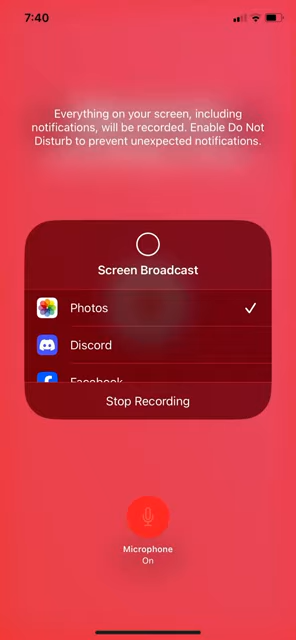 7:40
Everything on your screen, including
notifications, will be recorded. Enable Do Not
Disturb to prevent unexpected notifications.
Screen Broadcast
Photos
Discord
Facebook
Stop Recording
Microphone
On